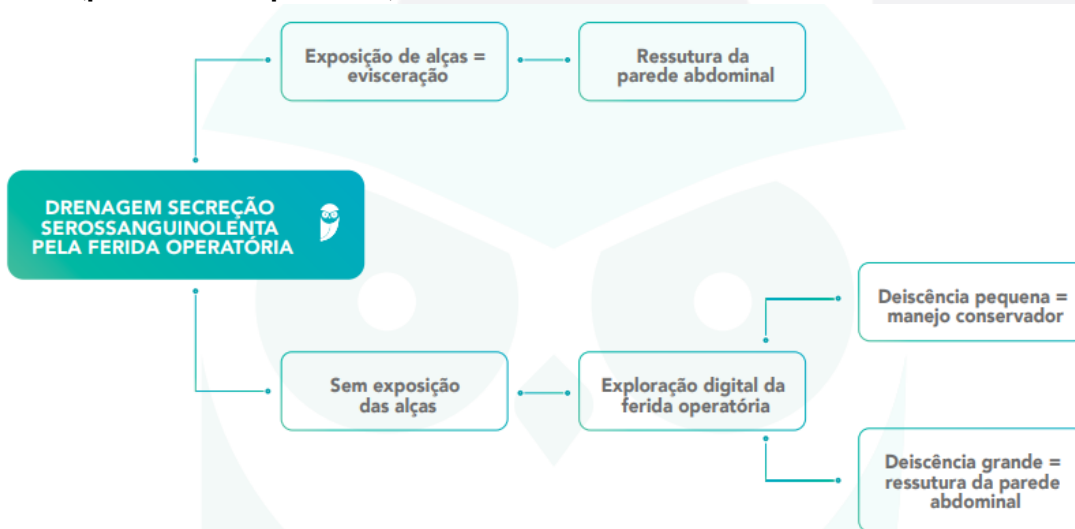 Exposição de alças =
evisceração
Ressutura da
parede abdominal
DRENAGEM SECREÇÃO
SEROSSANGUINOLENTA
PELA FERIDA OPERATÓRIA
Deiscência pequena =
manejo conservador
Sem exposição
das alças
Exploração digital da
ferida operatória
Deiscência grande =
ressutura da parede
abdominal